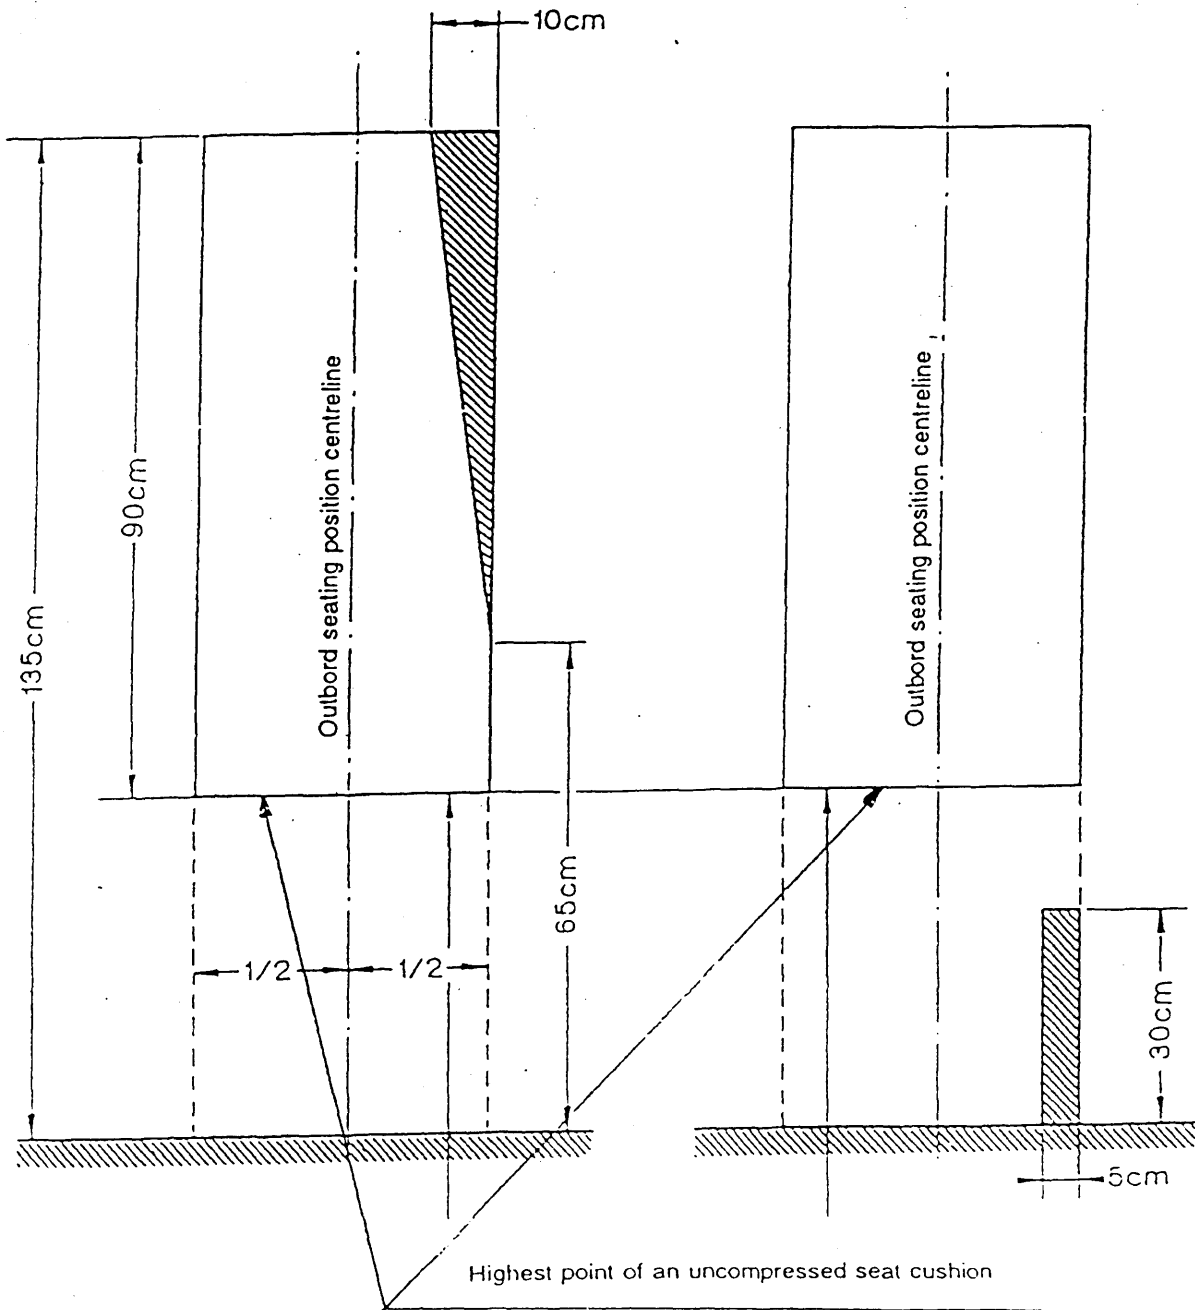 10cm
Outbord seating position centreline
Outbord seating position centreline
90cm
135cm
65cm
1/2
1/2
30cm
5cm
Highest point of an uncompressed seat cushion